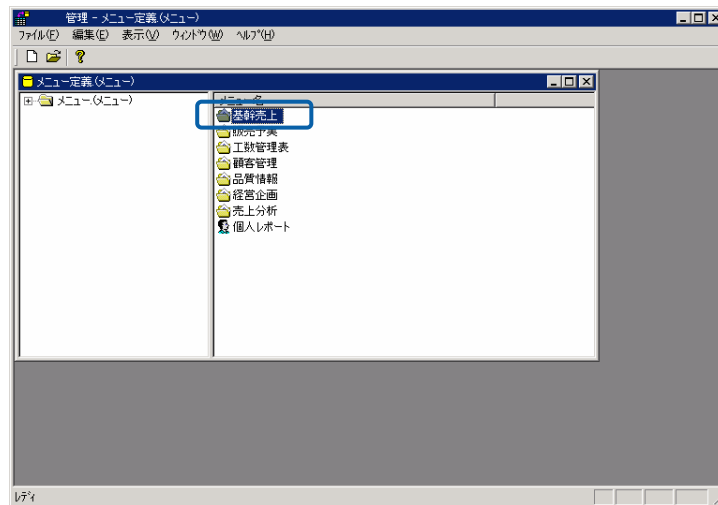 管理 - メニュー定義(メニュー)
ファイル(F) 編集(E) 表示(V) ウィンドウ(W) ヘルプ(H)
メニュー定義(メニュー)
メニュー.(メニュー)
メニュー名
基幹売上
販売予実
工数管理表
顧客管理
品質情報
経営企画
売上分析
個人レポート
レディ